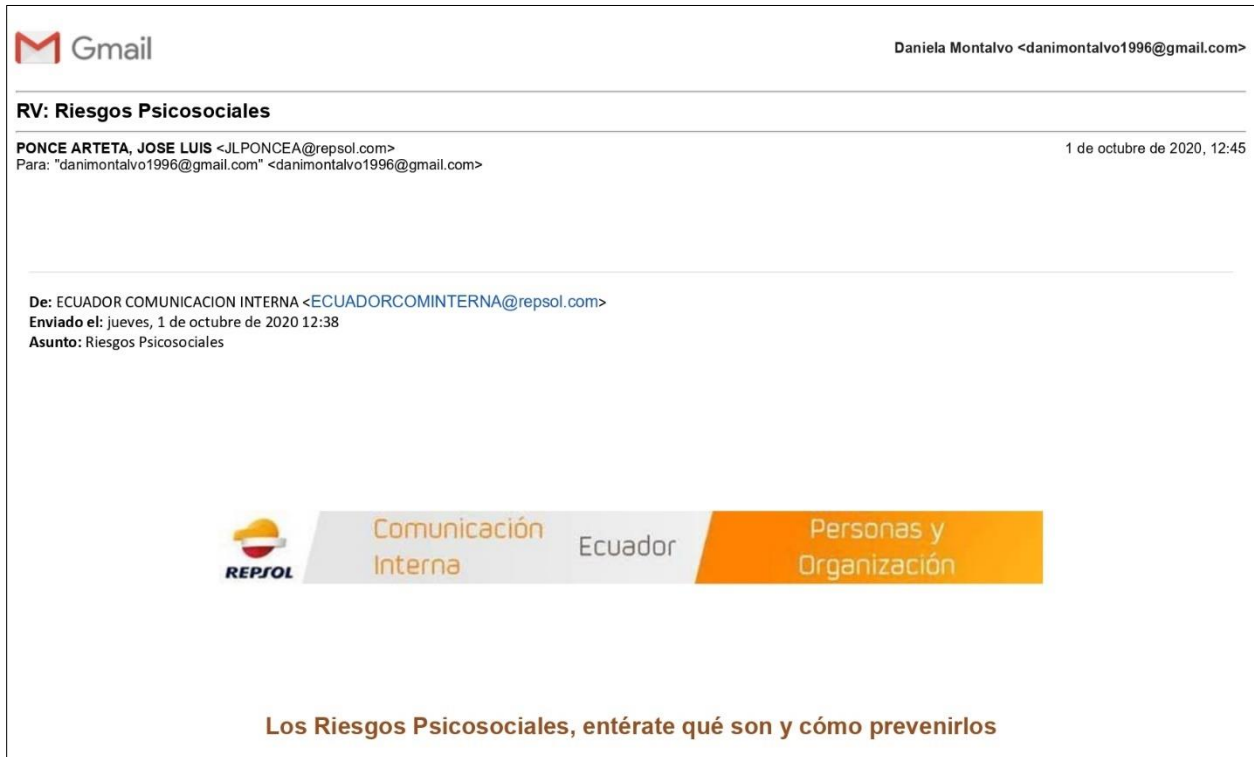 Gmail
Daniela Montalvo <danimontalvo1996@gmail.com>
RV: Riesgos Psicosociales
PONCE ARTETA, JOSE LUIS <JLPONCEA@repsol.com>
1 de octubre de 2020, 12:45
Para: "danimontalvo1996@gmail.com" <danimontalvo1996@gmail.com>
De: ECUADOR COMUNICACION INTERNA <ECUADORCOMINTERNA@repsol.com>
Enviado el: jueves, 1 de octubre de 2020 12:38
Asunto: Riesgos Psicosociales
REPSOL
Comunicación
Interna
Ecuador
Personas y
Organización
Los Riesgos Psicosociales, entérate qué son y cómo prevenirlos